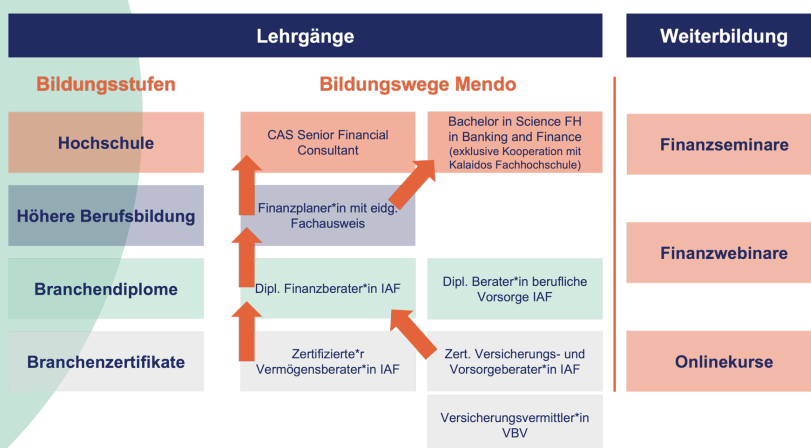 Lehrgänge
Weiterbildung
Bildungsstufen
Bildungswege Mendo
Hochschule
CAS Senior Financial
Consultant
Bachelor in Science FH
in Banking and Finance
(exklusive Kooperation mit
Kalaidos Fachhochschule)
Finanzseminare
Höhere Berufsbildung
Finanzplaner*in mit eidg.
Fachausweis
Finanzwebinare
Branchendiplome
Dipl. Finanzberater*in IAF
Dipl. Berater*in berufliche
Vorsorge IAF
Branchenzertifikate
Zertifizierte*r
Vermögensberater*in IAF
Zert. Versicherungs- und
Vorsorgeberater*in IAF
Onlinekurse
Versicherungsvermittler*in
VBV